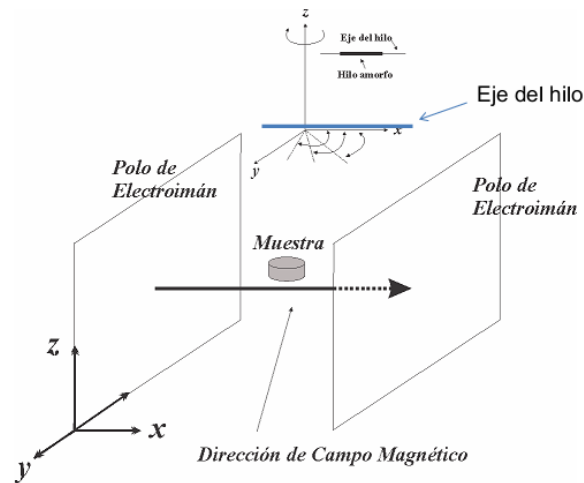 z
Eje del hilo
Hilo amorfo
Eje del hilo
x
y
Polo de
Electroimán
Polo de
Electroimán
Muestra
z
x
y
Dirección de Campo Magnético